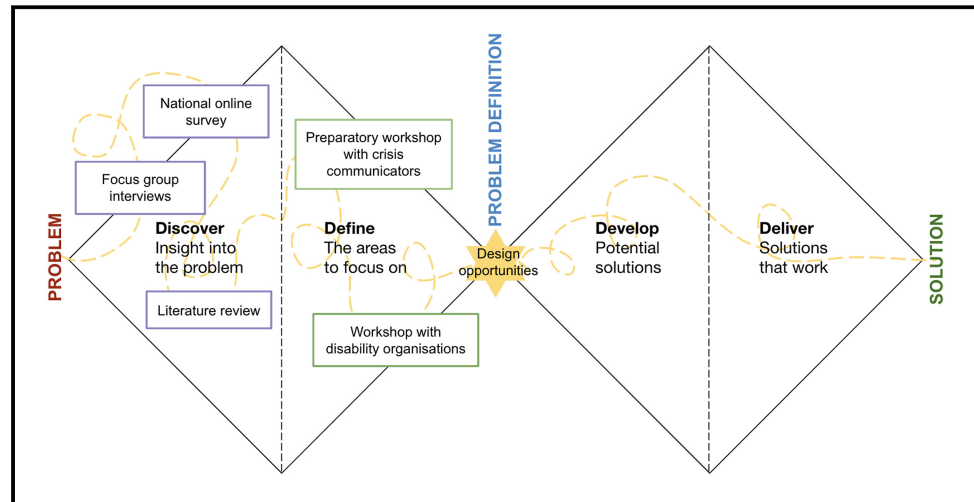 PROBLEM
National online
survey
Focus group
interviews
Discover
Insight into
the problem
Literature review
Preparatory workshop
with crisis
communicators
Define
The areas
to focus on
Workshop with
disability organisations
PROBLEM DEFINITION
Design
opportunities
Develop
Potential
solutions
Deliver
Solutions
that work
SOLUTION